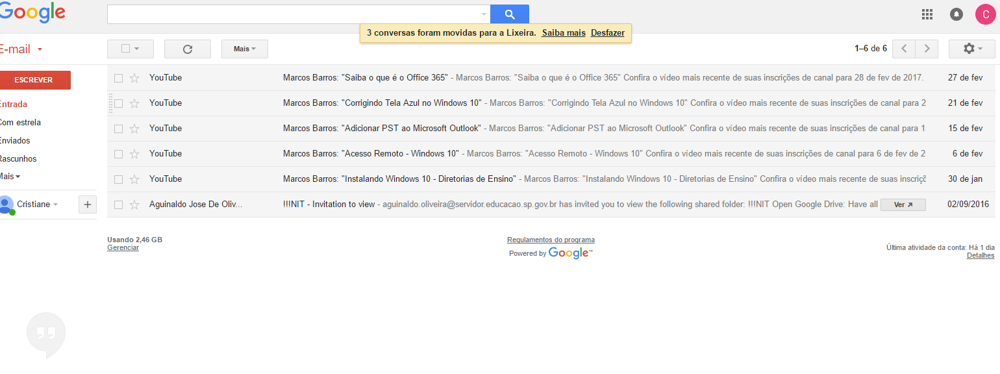 Google
3 conversas foram movidas para a Lixeira. Saiba mais Desfazer
C
E-mail
Mais
1–6 de 6
ESCREVER
Entrada
Com estrela
Enviados
Rascunhos
Mais
Cristiane
YouTube Marcos Barros: "Saiba o que é o Office 365" - Marcos Barros: "Saiba o que é o Office 365" Confira o vídeo mais recente de suas inscrições de canal para 28 de fev de 2017. 27 de fev
YouTube Marcos Barros: "Corrigindo Tela Azul no Windows 10" - Marcos Barros: "Corrigindo Tela Azul no Windows 10" Confira o vídeo mais recente de suas inscrições de canal para 2 21 de fev
YouTube Marcos Barros: "Adicionar PST ao Microsoft Outlook" - Marcos Barros: "Adicionar PST ao Microsoft Outlook" Confira o vídeo mais recente de suas inscrições de canal para 1 15 de fev
YouTube Marcos Barros: "Acesso Remoto - Windows 10" - Marcos Barros: "Acesso Remoto - Windows 10" Confira o vídeo mais recente de suas inscrições de canal para 6 de fev de 2 6 de fev
YouTube Marcos Barros: "Instalando Windows 10 - Diretorias de Ensino" - Marcos Barros: "Instalando Windows 10 - Diretorias de Ensino" Confira o vídeo mais recente de suas inscriçõ 30 de jan
Aguinaldo Jose De Oliv... !!!NIT - Invitation to view - aguinaldo.oliveira@servidor.educacao.sp.gov.br has invited you to view the following shared folder: !!!NIT Open Google Drive: Have all Ver 02/09/2016
Usando 2,46 GB
Gerenciar
Regulamentos do programa
Powered by Google™
Última atividade da conta: Há 1 dia
Detalhes